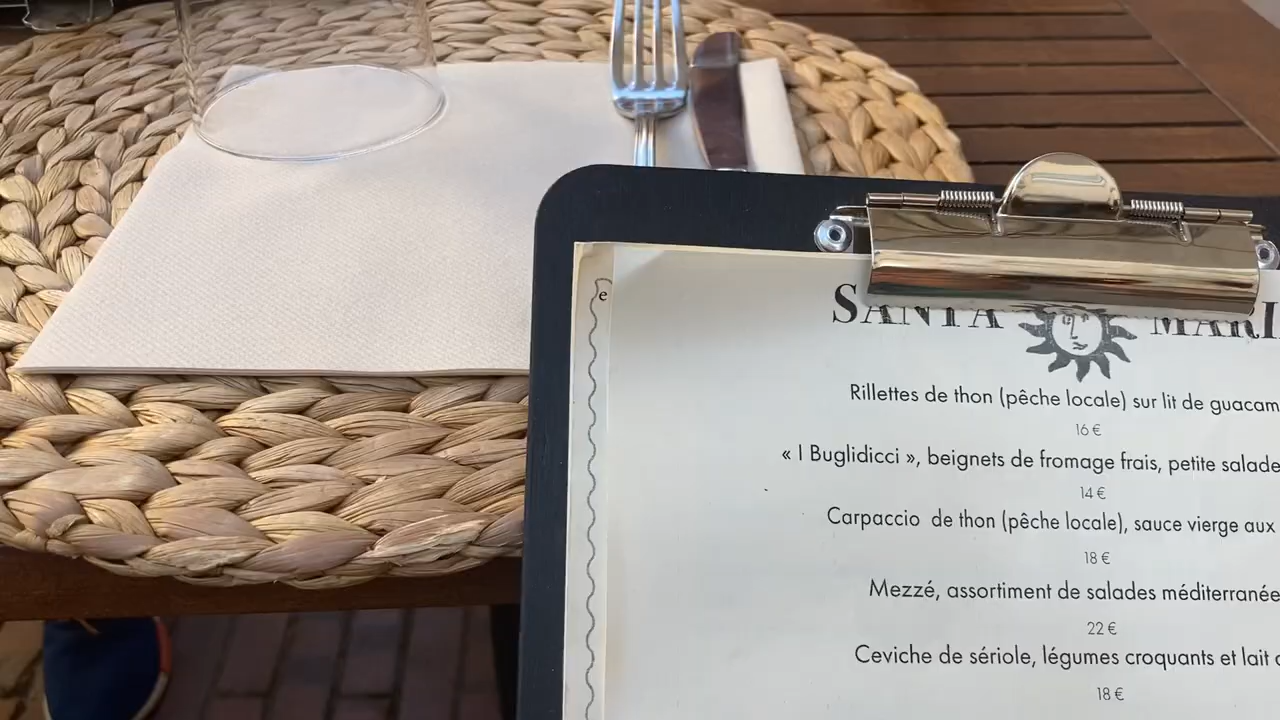 SANTA MARI
e
Rillettes de thon (pêche locale) sur lit de guacam
16 €
« I Buglidicci », beignets de fromage frais, petite salade
14 €
Carpaccio de thon (pêche locale), sauce vierge aux
18 €
Mezzé, assortiment de salades méditerranée
22 €
Ceviche de sériole, légumes croquants et lait
18 €